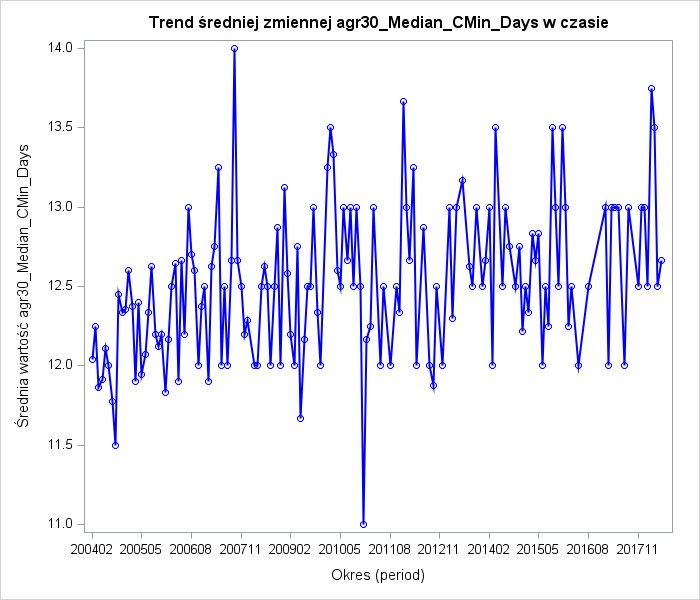 Trend średniej zmiennej agr30_Median_CMin_Days w czasie
Średnia wartość agr30_Median_CMin_Days
14.0
13.5
13.0
12.5
12.0
11.5
11.0
200402 200505 200608 200711 200902 201005 201108 201211 201402 201505 201608 201711
Okres (period)